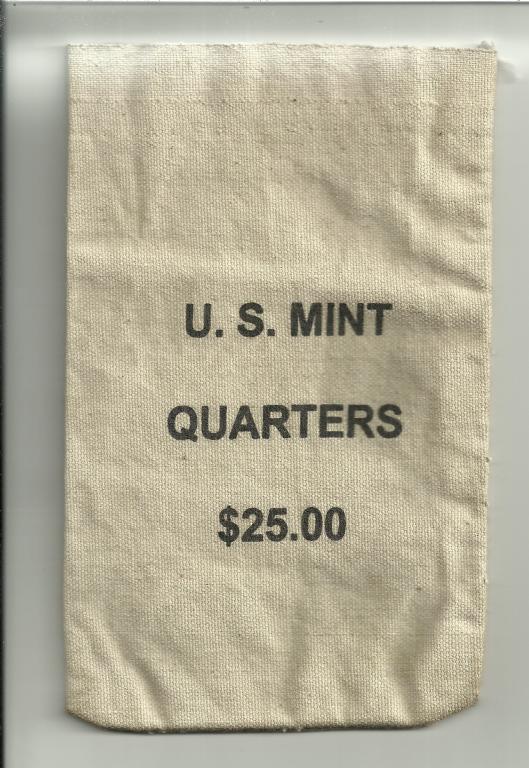 U. S. MINT
QUARTERS
$25.00